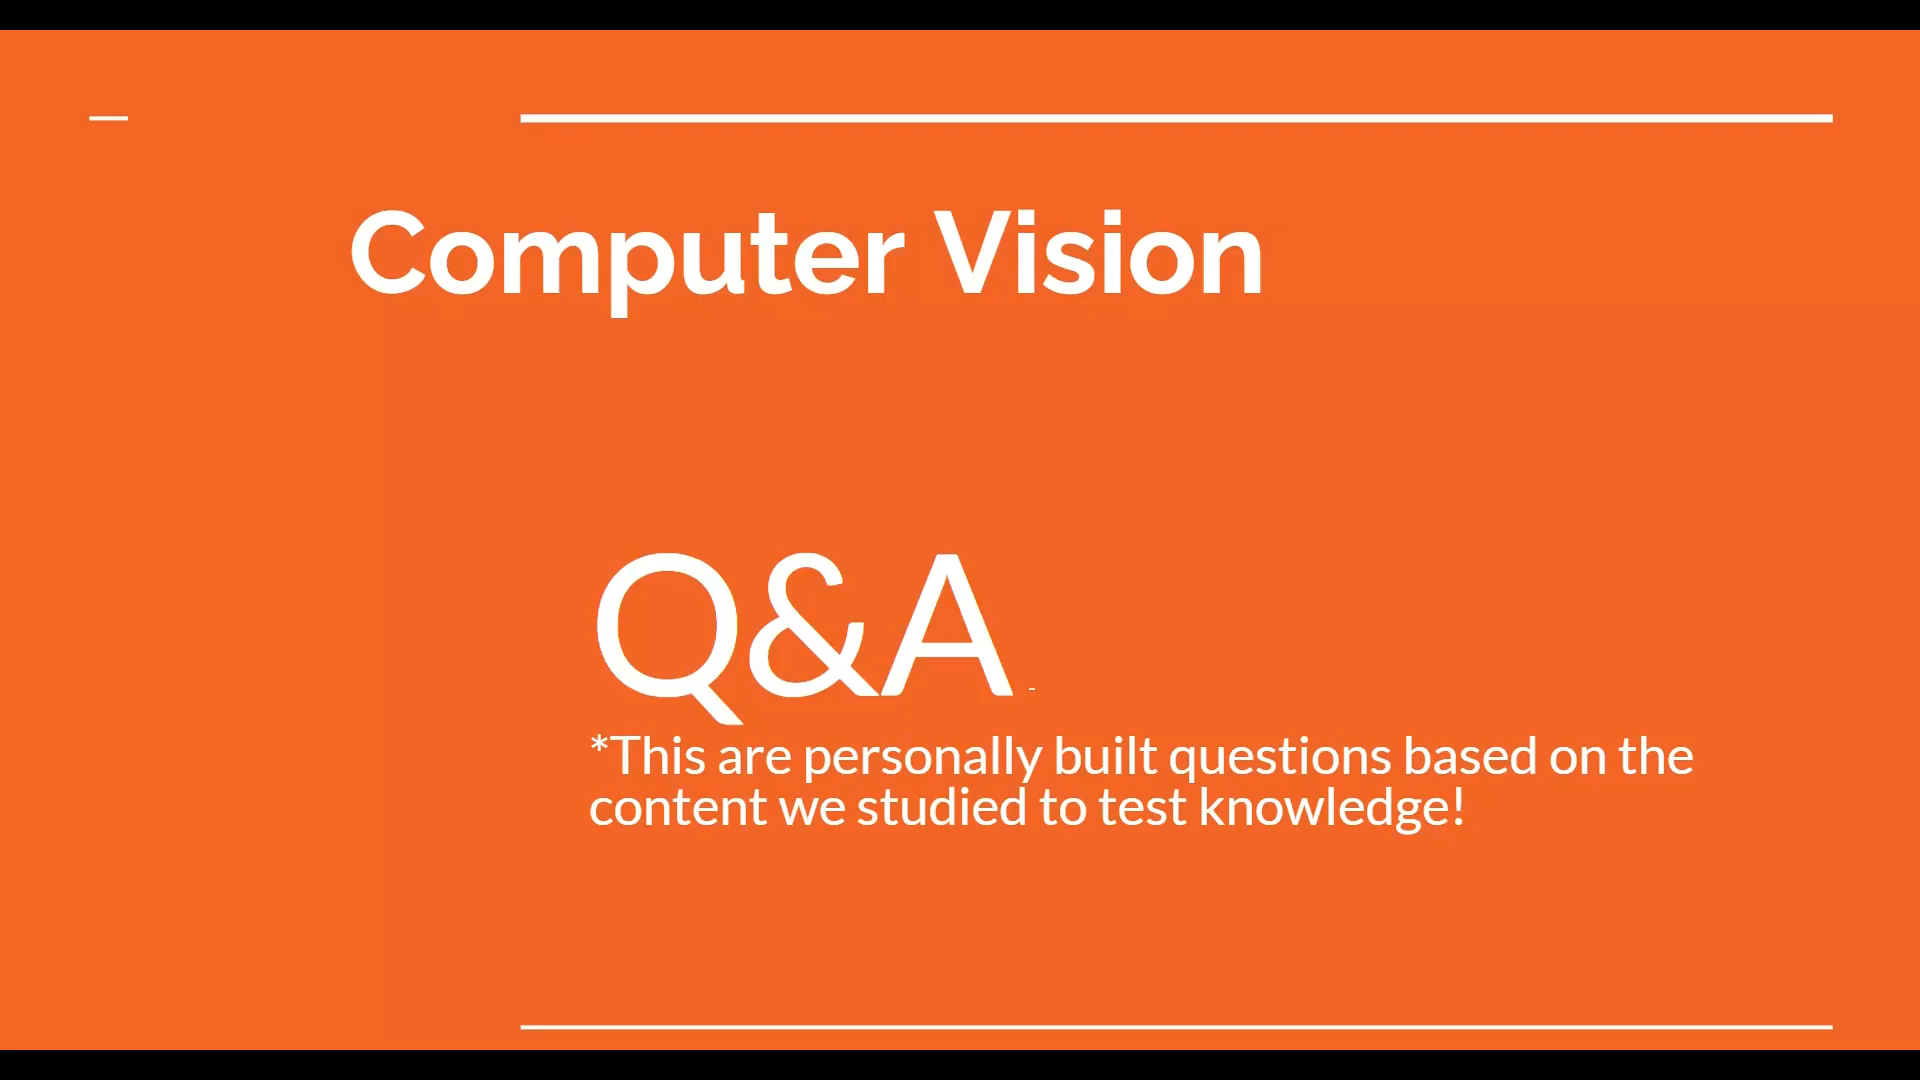 Computer Vision
Q&A -
*This are personally built questions based on the
content we studied to test knowledge!